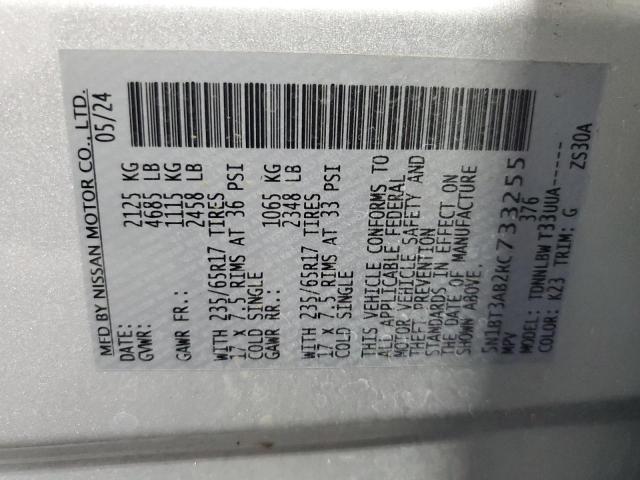 MFD BY NISSAN MOTOR CO., LTD.
DATE: 05/24
GVWR: 2125 KG
4685 LB
GAWR FR.: 1115 KG
2458 LB
WITH 235/65R17 TIRES
17 X 7.5 RIMS AT 36 PSI
COLD SINGLE
GAWR RR.: 1065 KG
2348 LB
WITH 235/65R17 TIRES
17 X 7.5 RIMS AT 33 PSI
COLD SINGLE
THIS VEHICLE CONFORMS TO
ALL APPLICABLE FEDERAL
MOTOR VEHICLE SAFETY AND
THEFT PREVENTION
STANDARDS IN EFFECT ON
THE DATE OF MANUFACTURE
SHOWN ABOVE.
5N1BT3AB2RC733255
MPV 376
MODEL: TDNNLBW T33UUA------
COLOR: K23 TRIM: G
ZS30A